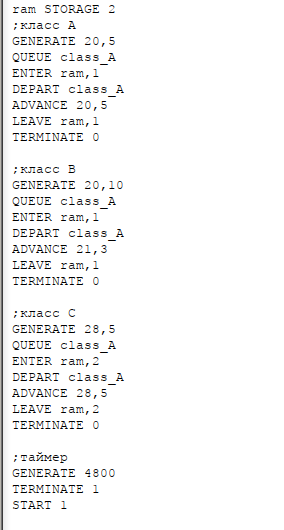 ram STORAGE 2
;класс A
GENERATE 20,5
QUEUE class_A
ENTER ram,1
DEPART class_A
ADVANCE 20,5
LEAVE ram,1
TERMINATE 0
;класс B
GENERATE 20,10
QUEUE class_A
ENTER ram,1
DEPART class_A
ADVANCE 21,3
LEAVE ram,1
TERMINATE 0
;класс C
GENERATE 28,5
QUEUE class_A
ENTER ram,2
DEPART class_A
ADVANCE 28,5
LEAVE ram,2
TERMINATE 0
;таймер
GENERATE 4800
TERMINATE 1
START 1